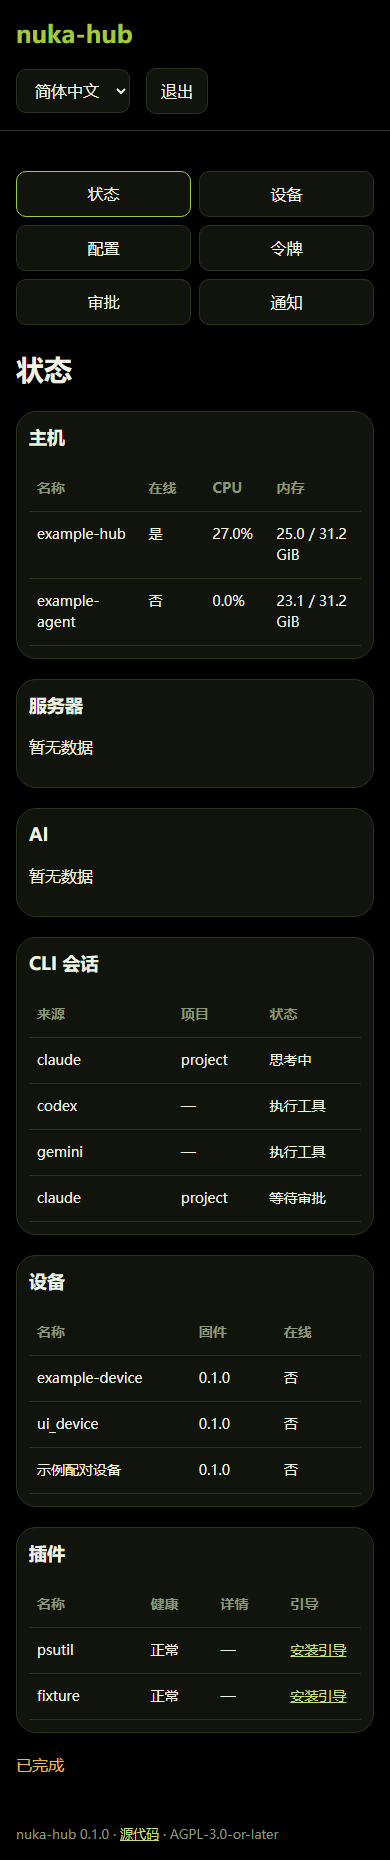 nuka-hub
简体中文 退出
状态 设备
配置 令牌
审批 通知
状态
主机
名称 在线 CPU 内存
example-hub 是 27.0% 25.0 / 31.2 GiB
example-agent 否 0.0% 23.1 / 31.2 GiB
服务器
暂无数据
AI
暂无数据
CLI 会话
来源 项目 状态
claude project 思考中
codex — 执行工具
gemini — 执行工具
claude project 等待审批
设备
名称 固件 在线
example-device 0.1.0 否
ui_device 0.1.0 否
示例配对设备 0.1.0 否
插件
名称 健康 详情 引导
psutil 正常 — 安装引导
fixture 正常 — 安装引导
已完成
nuka-hub 0.1.0 · 源代码 · AGPL-3.0-or-later